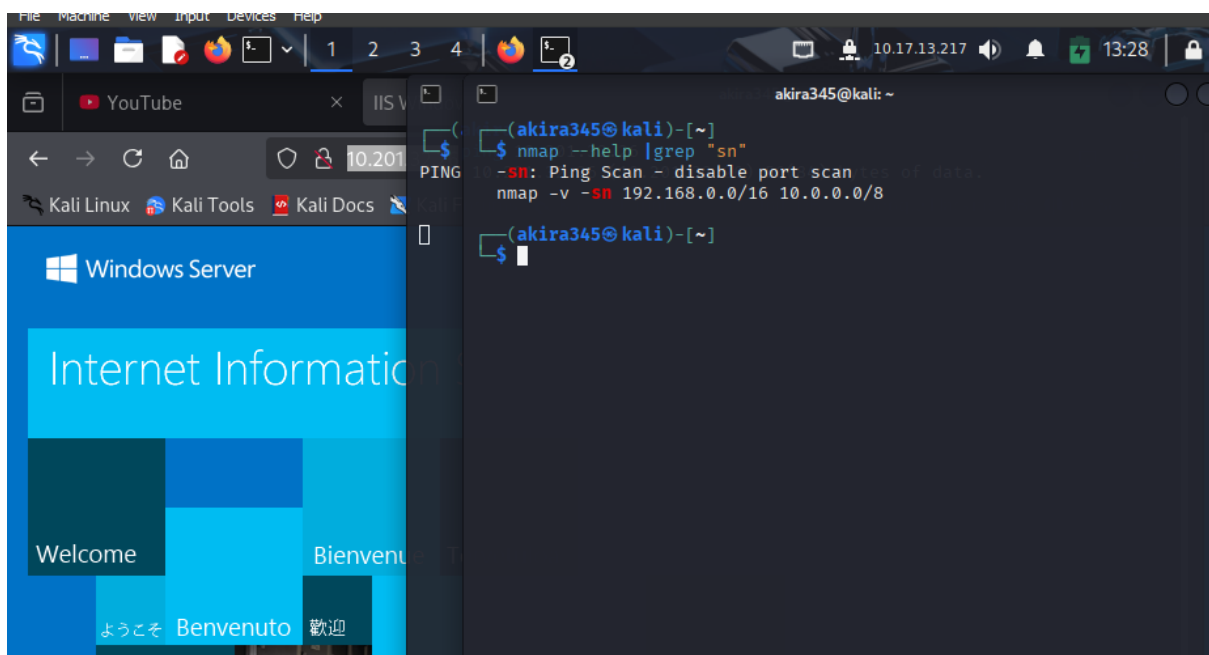 File Machine View Input Devices Help
1 2 3 4
2
10.17.13.217
13:28
YouTube
IIS
akira345@kali: ~
10.201
Kali Linux Kali Tools Kali Docs
PING
Windows Server
Internet Informatio
Welcome
Bienvenue
ようこそ Benvenuto 歡迎
┌──(akira345㉿kali)-[~]
└─$ nmap --help |grep "sn"
-sn: Ping Scan - disable port scan
nmap -v -sn 192.168.0.0/16 10.0.0.0/8
┌──(akira345㉿kali)-[~]
└─$